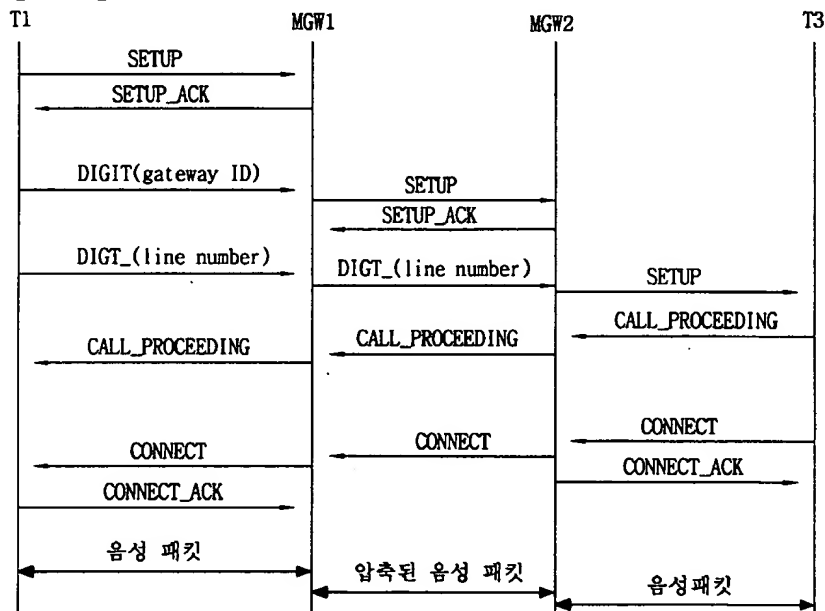 T1 MGW1 MGW2 T3
SETUP
SETUP_ACK
DIGIT(gateway ID)
SETUP
SETUP_ACK
DIGT_(line number)
DIGT_(line number)
SETUP
CALL_PROCEEDING
CALL_PROCEEDING
CALL_PROCEEDING
CONNECT
CONNECT
CONNECT
CONNECT_ACK
CONNECT_ACK
음성 패킷
압축된 음성 패킷
음성패킷